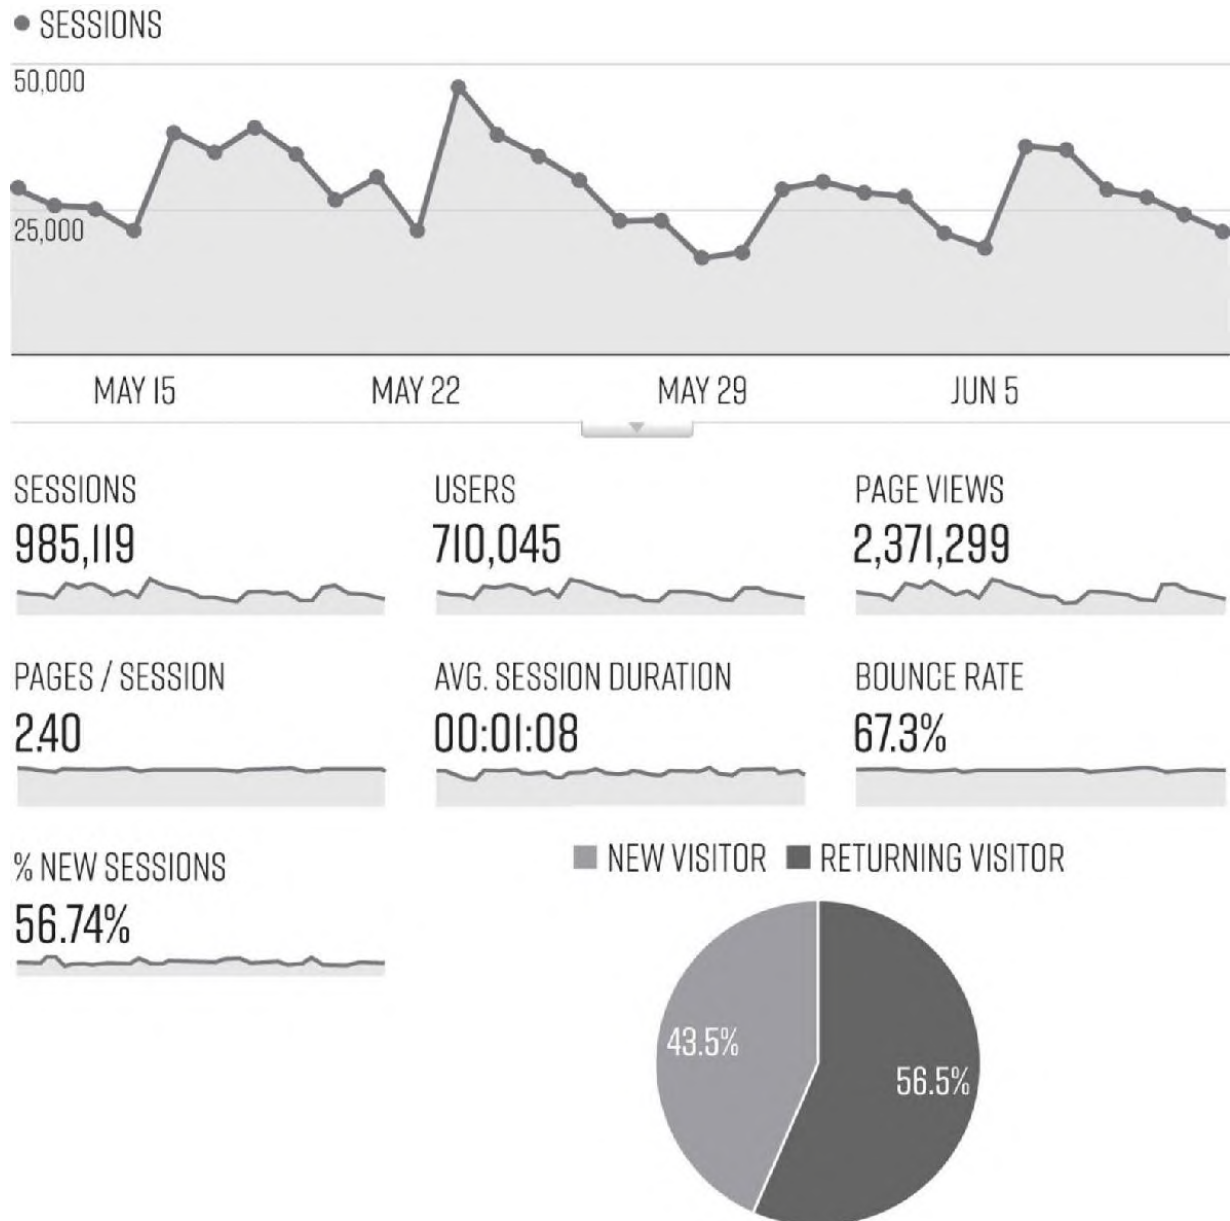 SESSIONS
50,000
25,000
MAY 15 MAY 22 MAY 29 JUN 5
SESSIONS USERS PAGE VIEWS
985,119 710,045 2,371,299
PAGES / SESSION AVG. SESSION DURATION BOUNCE RATE
2.40 00:01:08 67.3%
% NEW SESSIONS
56.74%
NEW VISITOR RETURNING VISITOR
43.5%
56.5%